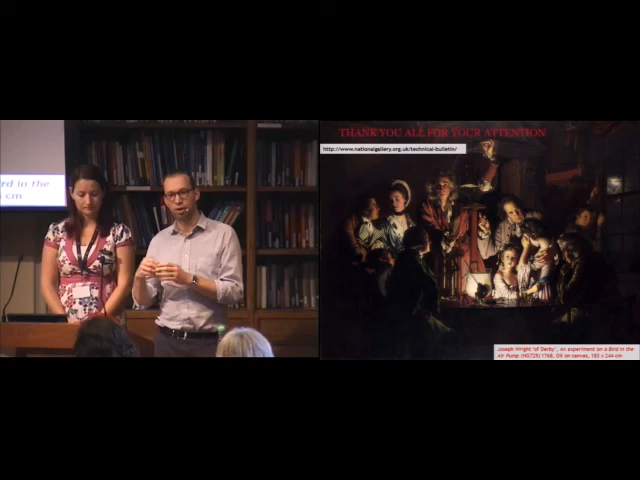 rd in the
cm
THANK YOU ALL FOR YOUR ATTENTION
http://www.nationalgallery.org.uk/technical-bulletin/
Joseph Wright 'of Derby', An experiment on a Bird in the
Air Pump (NG725) 1768, Oil on canvas, 183 x 244 cm